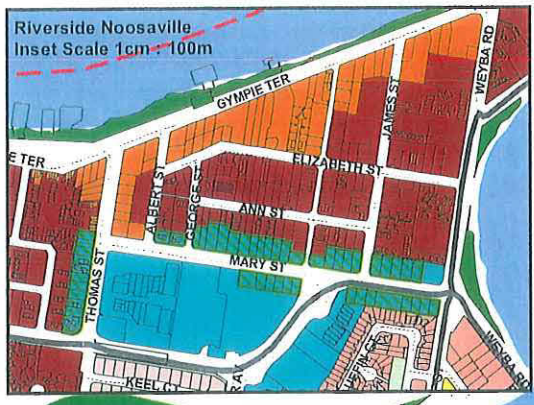 Riverside Noosaville
Inset Scale 1cm : 100m
WEYBA RD
GYMPIE TER
JAMES ST
E TER
ELIZABETH ST
ALBERT ST
GEORGE ST
ANN ST
MARY ST
THOMAS ST
WEYBA RD
KEEL CT